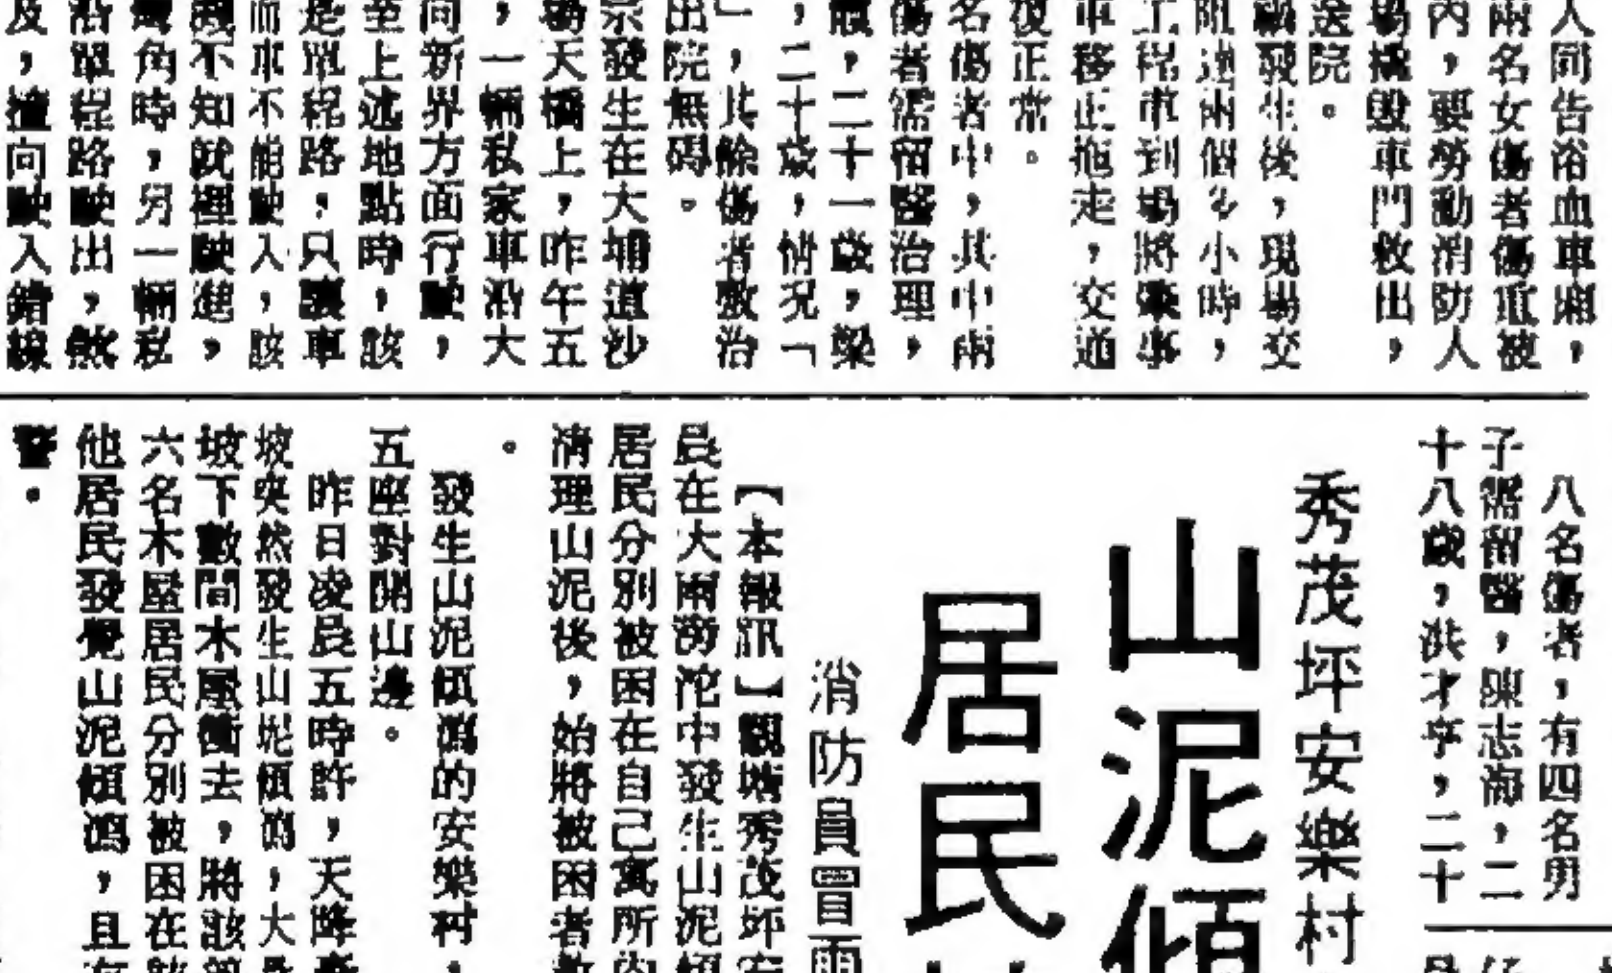 人同告浴血車廂，
兩名女傷者傷重被
內，要勞動消防人
場撬毀車門救出，
送院。
禍發生後，現場交
阻達兩個多小時，
工程車到場將肇事
車移正拖走，交通
復正常。
名傷者中，其中兩
傷者需留醫治理，
，二十一歲，梁
，二十歲，情況「
」，其餘傷者敷治
出院無碍。
宗發生在大埔道沙
天橋上，昨午五
，一輛私家車沿大
向新界方面行駛，
至上述地點時，該
是單程路，只讓車
而車不能駛入，該
不知就裡駛進，
彎角時，另一輛私
沿單程路駛出，煞
及，撞向駛入錯線
八名傷者，有四名男
子需留醫，陳志海，二
十八歲，洪才亨，二十
秀茂坪安樂村
山泥傾
居民
消防員冒雨
【本報訊】觀塘秀茂坪安
晨在大雨滂沱中發生山泥傾
居民分別被困在自己寓所內
清理山泥後，始將被困者救
。
發生山泥傾瀉的安樂村，
五座對開山邊。
昨日凌晨五時許，天降豪
坡突然發生山坭傾瀉，大
坡下數間木屋衝去，將該
六名木屋居民分別被困在
他居民發覺山泥傾瀉，且
警。